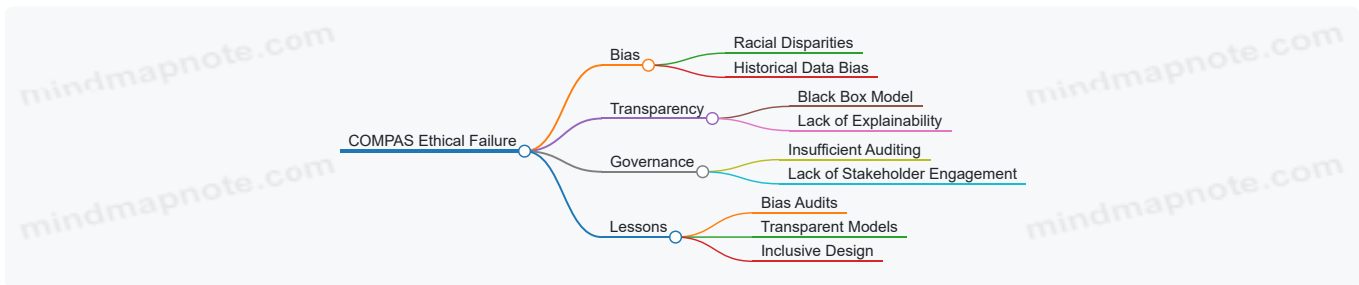 mindmapnote.com
mindmapnote.com
COMPAS Ethical Failure
Bias
Racial Disparities
Historical Data Bias
Transparency
Black Box Model
Lack of Explainability
Governance
Insufficient Auditing
Lack of Stakeholder Engagement
Lessons
Bias Audits
Transparent Models
Inclusive Design
mindmapnote.com
mindmapnote.com